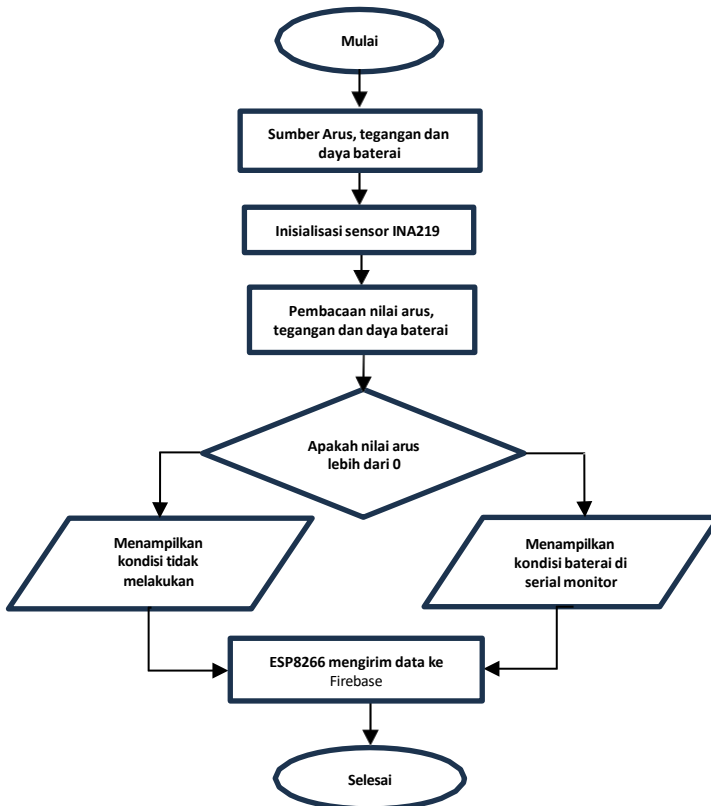 Mulai
Sumber Arus, tegangan dan
daya baterai
Inisialisasi sensor INA219
Pembacaan nilai arus,
tegangan dan daya baterai
Apakah nilai arus
lebih dari 0
Menampilkan
kondisi tidak
melakukan
Menampilkan
kondisi baterai di
serial monitor
ESP8266 mengirim data ke
Firebase
Selesai